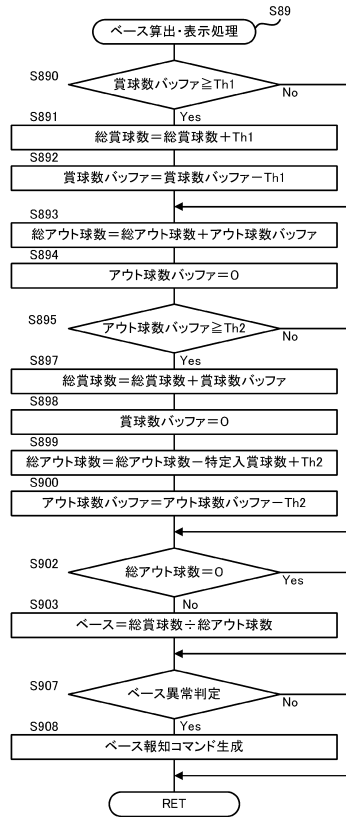 S89
ベース算出・表示処理
S890
賞球数バッファ≧Th1
No
Yes
S891
総賞球数＝総賞球数＋Th1
S892
賞球数バッファ＝賞球数バッファーTh1
S893
総アウト球数＝総アウト球数＋アウト球数バッファ
S894
アウト球数バッファ＝0
S895
アウト球数バッファ≧Th2
No
Yes
S897
総賞球数＝総賞球数＋賞球数バッファ
S898
賞球数バッファ＝0
S899
総アウト球数＝総アウト球数－特定入賞球数＋Th2
S900
アウト球数バッファ＝アウト球数バッファーTh2
S902
総アウト球数＝0
Yes
No
S903
ベース＝総賞球数÷総アウト球数
S907
ベース異常判定
No
Yes
S908
ベース報知コマンド生成
RET